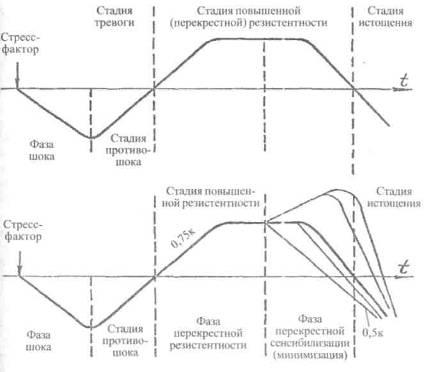 Стадия
тревоги
Стадия повышенной
(перекрестной) резистентности
Стадия
истощения
Стресс-
фактор
t
Фаза
шока
Стадия
противо-
шока
Стадия повышен-
ной резистентности
Стадия
истощения
Стресс-
фактор
0,75к
t
Фаза
шока
Стадия
противо-
шока
Фаза
перекрестной
резистентности
Фаза
перекрестной
сенсибилизации
(минимизация)
0,5к